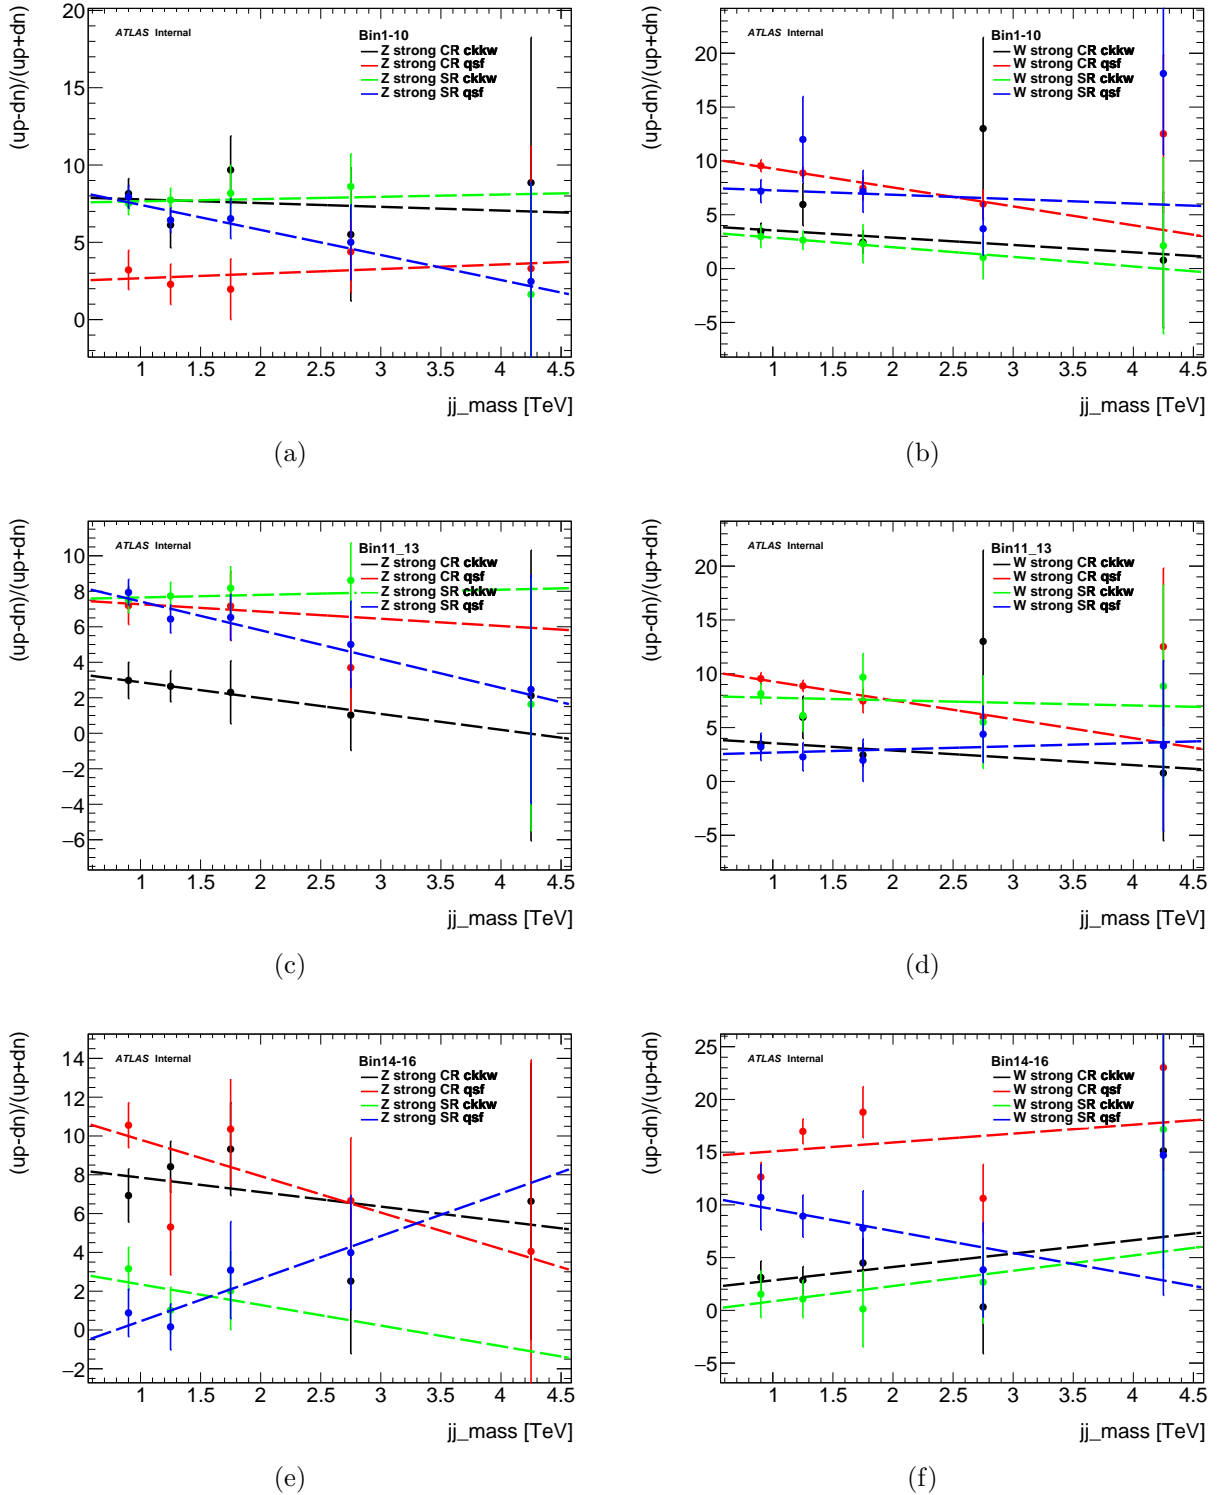 (up-dn)/(up+dn)
20
15
10
5
0
ATLAS Internal
Bin1-10
Z strong CR ckkw
Z strong CR qsf
Z strong SR ckkw
Z strong SR qsf
1 1.5 2 2.5 3 3.5 4 4.5
jj_mass [TeV]
(a)
(up-dn)/(up+dn)
20
15
10
5
0
−5
ATLAS Internal
Bin1-10
W strong CR ckkw
W strong CR qsf
W strong SR ckkw
W strong SR qsf
1 1.5 2 2.5 3 3.5 4 4.5
jj_mass [TeV]
(b)
(up-dn)/(up+dn)
10
8
6
4
2
0
−2
−4
−6
ATLAS Internal
Bin11_13
Z strong CR ckkw
Z strong CR qsf
Z strong SR ckkw
Z strong SR qsf
1 1.5 2 2.5 3 3.5 4 4.5
jj_mass [TeV]
(c)
(up-dn)/(up+dn)
20
15
10
5
0
−5
ATLAS Internal
Bin11_13
W strong CR ckkw
W strong CR qsf
W strong SR ckkw
W strong SR qsf
1 1.5 2 2.5 3 3.5 4 4.5
jj_mass [TeV]
(d)
(up-dn)/(up+dn)
14
12
10
8
6
4
2
0
−2
ATLAS Internal
Bin14-16
Z strong CR ckkw
Z strong CR qsf
Z strong SR ckkw
Z strong SR qsf
1 1.5 2 2.5 3 3.5 4 4.5
jj_mass [TeV]
(e)
(up-dn)/(up+dn)
25
20
15
10
5
0
−5
ATLAS Internal
Bin14-16
W strong CR ckkw
W strong CR qsf
W strong SR ckkw
W strong SR qsf
1 1.5 2 2.5 3 3.5 4 4.5
jj_mass [TeV]
(f)